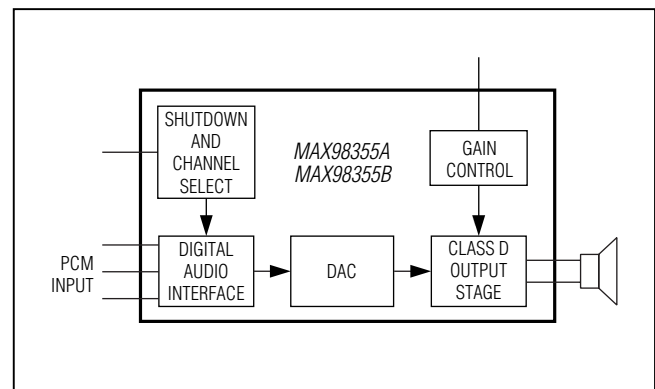 SHUTDOWN
AND
CHANNEL
SELECT
MAX98355A
MAX98355B
GAIN
CONTROL
PCM
INPUT
DIGITAL
AUDIO
INTERFACE
DAC
CLASS D
OUTPUT
STAGE